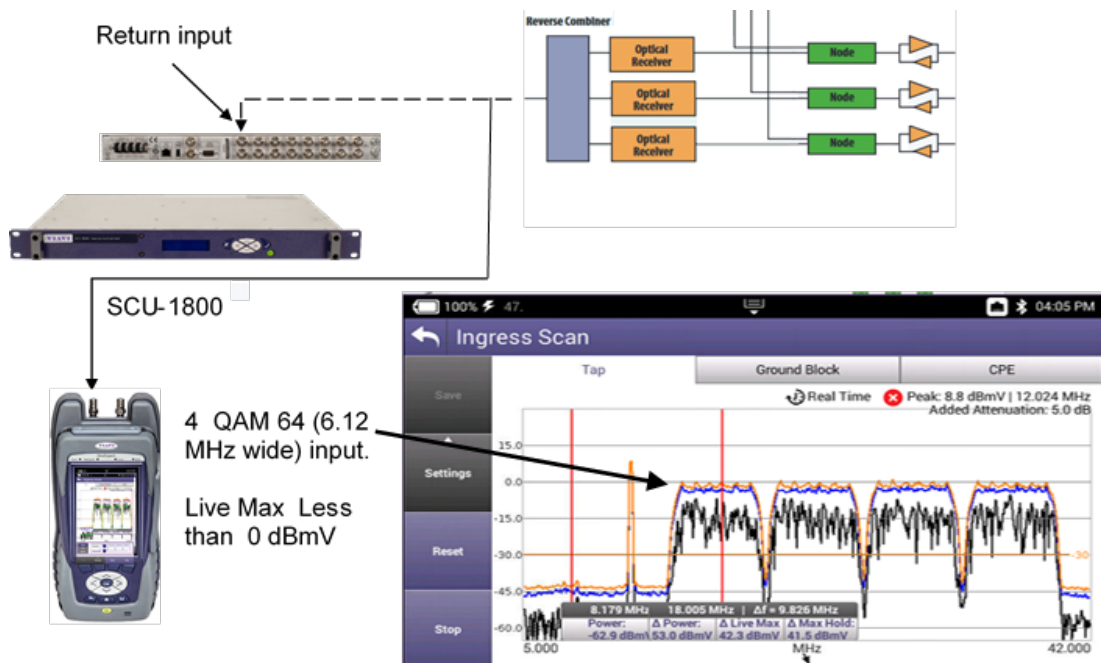 Return input
Reverse Combiner
Optical
Receiver
Node
Optical
Receiver
Node
Optical
Receiver
Node
SCU-1800
4 QAM 64 (6.12
MHz wide) input.
Live Max Less
than 0 dBmV
100%
47.
04:05 PM
Ingress Scan
Tap
Ground Block
CPE
Save
Settings
Reset
Stop
Real Time
Peak: 8.8 dBmV | 12.024 MHz
Added Attenuation: 5.0 dB
15.0
0.0
-15.0
-30.0
-45.0
-60.0
-30
8.179 MHz
18.005 MHz | Δf = 9.826 MHz
Power:
-62.9 dBmV
Δ Power:
53.0 dBmV
Δ Live Max
42.3 dBmV
Δ Max Hold:
41.5 dBmV
5.000
MHz
42.000